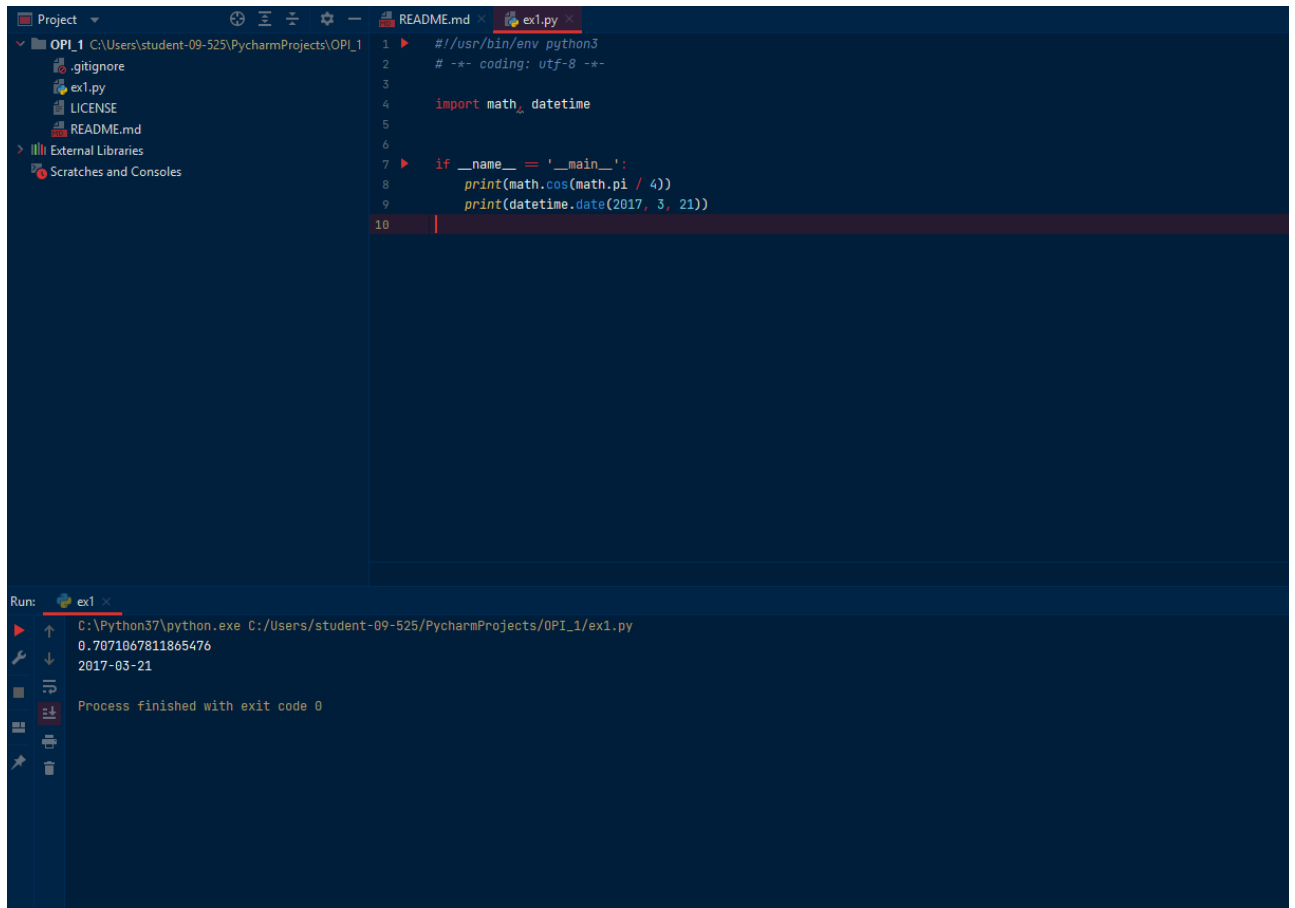 Project
OPI_1 C:\Users\student-09-525\PycharmProjects\OPI_1
.gitignore
ex1.py
LICENSE
README.md
External Libraries
Scratches and Consoles
README.md ex1.py
1 #!/usr/bin/env python3
2 # -*- coding: utf-8 -*-
3
4 import math, datetime
5
6
7 if __name__ == '__main__':
8     print(math.cos(math.pi / 4))
9     print(datetime.date(2017, 3, 21))
10
Run: ex1
C:\Python37\python.exe C:/Users/student-09-525/PycharmProjects/OPI_1/ex1.py
0.7071067811865476
2017-03-21
Process finished with exit code 0